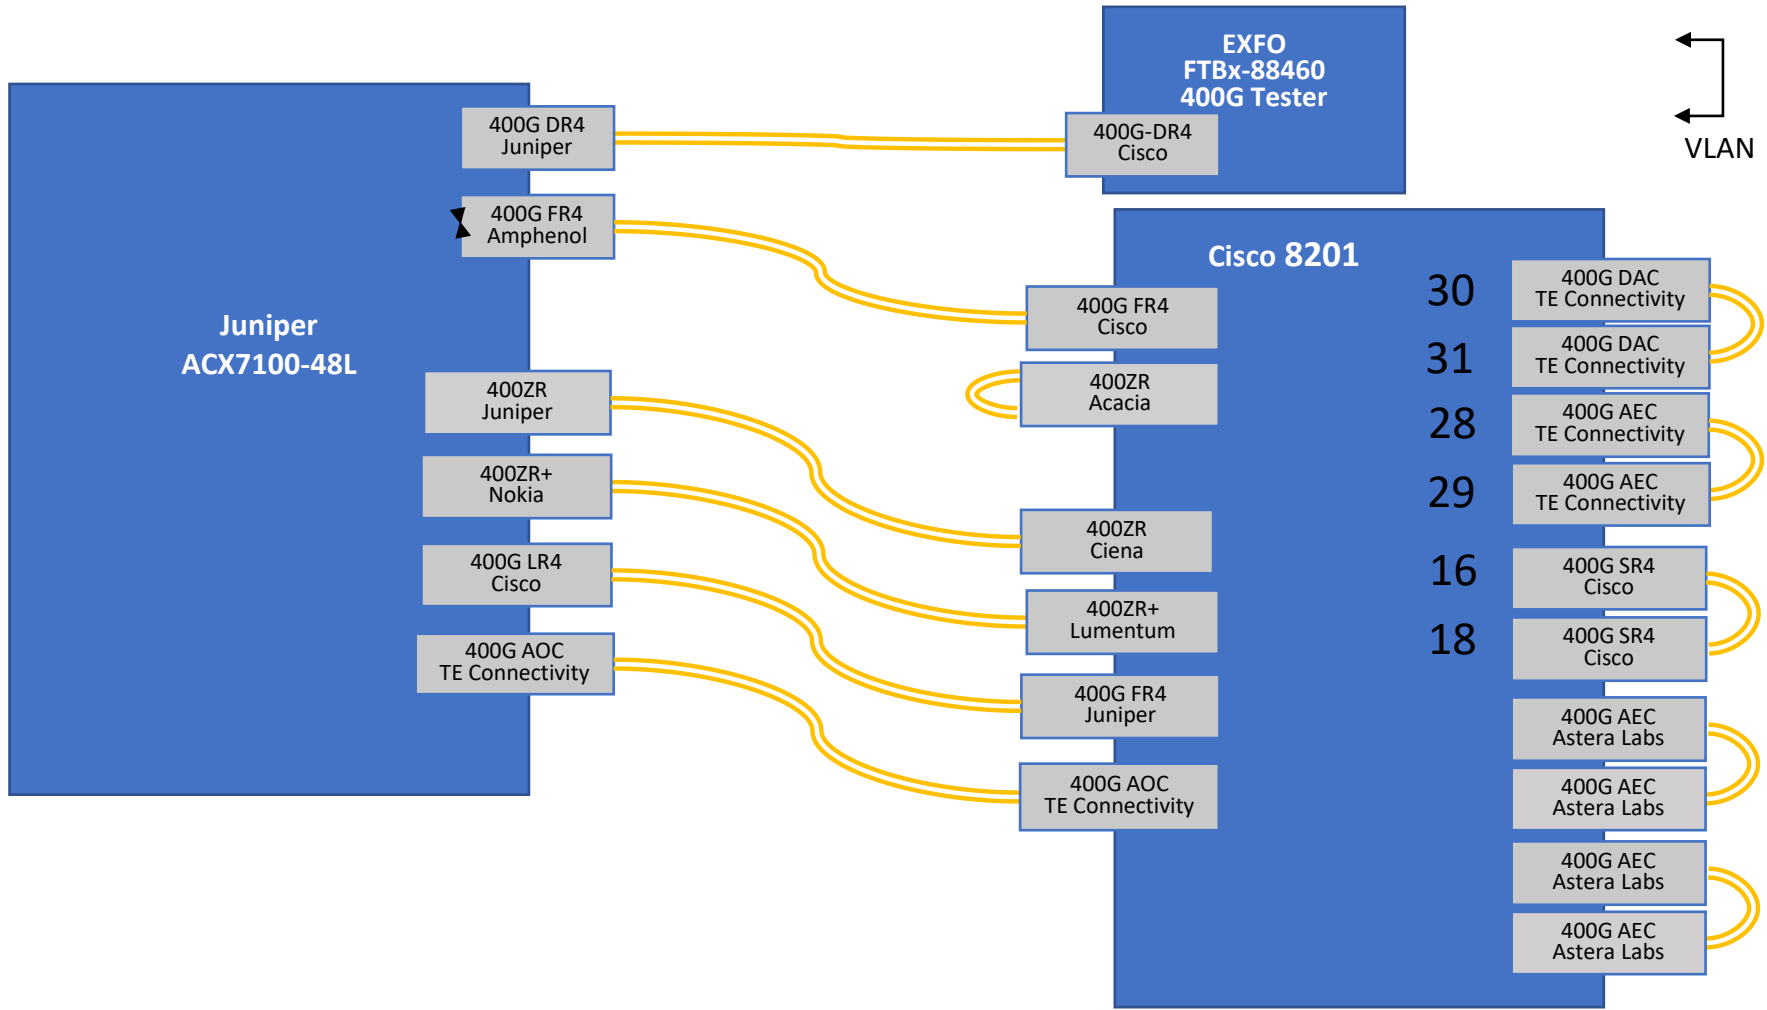 EXFO
FTBx-88460
400G Tester
400G-DR4
Cisco
VLAN
Juniper
ACX7100-48L
400G DR4
Juniper
400G FR4
Amphenol
400ZR
Juniper
400ZR+
Nokia
400G LR4
Cisco
400G AOC
TE Connectivity
Cisco 8201
400G FR4
Cisco
400ZR
Acacia
400ZR
Ciena
400ZR+
Lumentum
400G FR4
Juniper
400G AOC
TE Connectivity
30
400G DAC
TE Connectivity
31
400G DAC
TE Connectivity
28
400G AEC
TE Connectivity
29
400G AEC
TE Connectivity
16
400G SR4
Cisco
18
400G SR4
Cisco
400G AEC
Astera Labs
400G AEC
Astera Labs
400G AEC
Astera Labs
400G AEC
Astera Labs